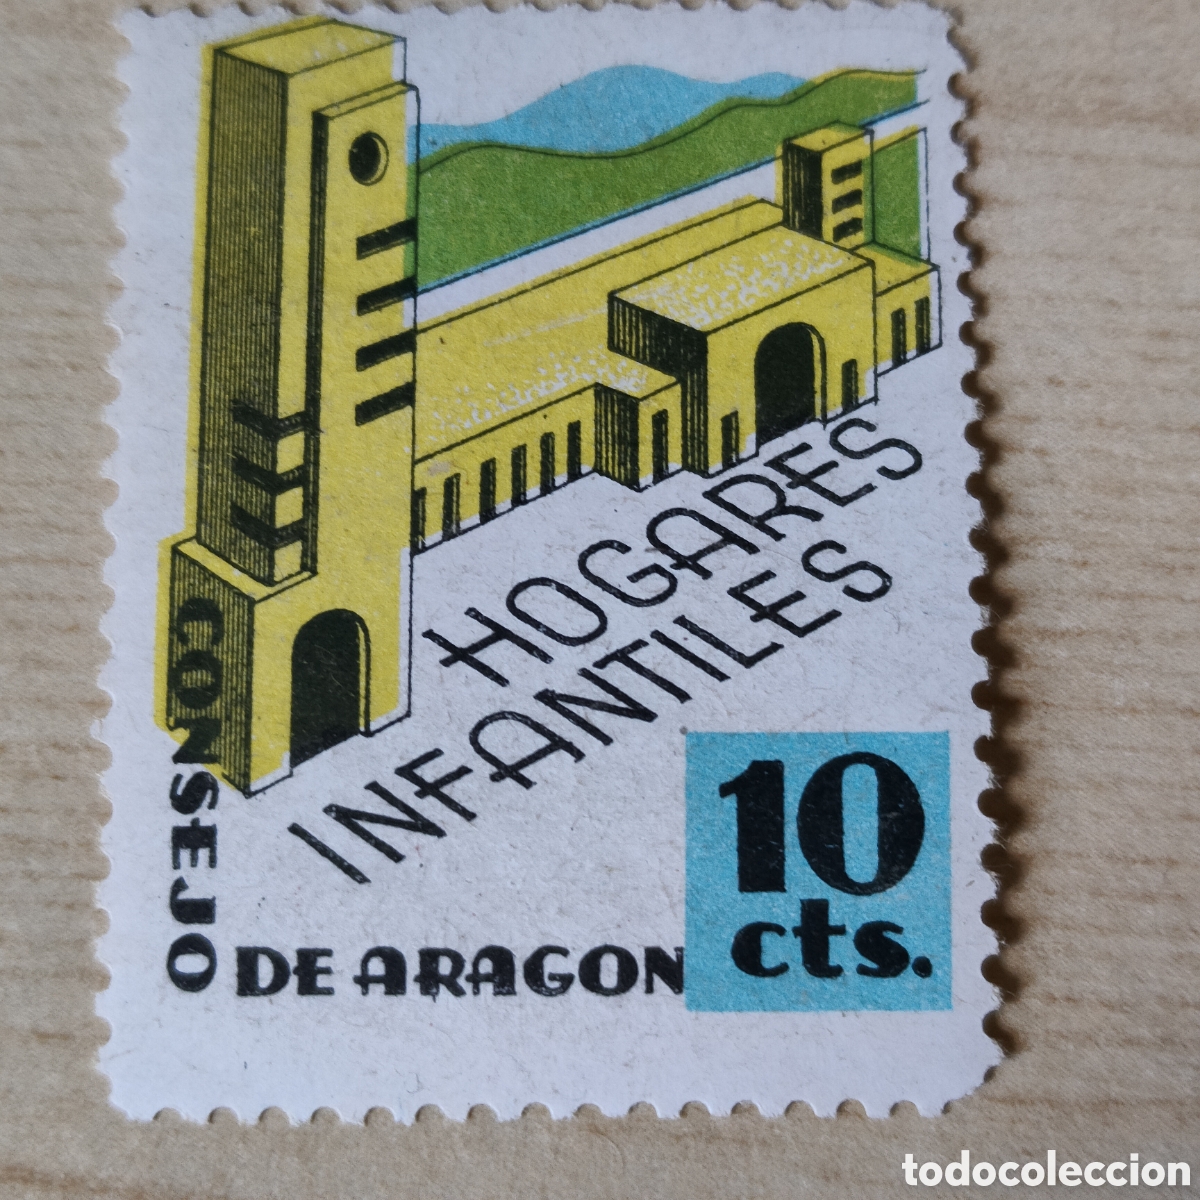 HOGARES
INFANTILES
CONSEJO
DE ARAGON
10
cts.
todocoleccion